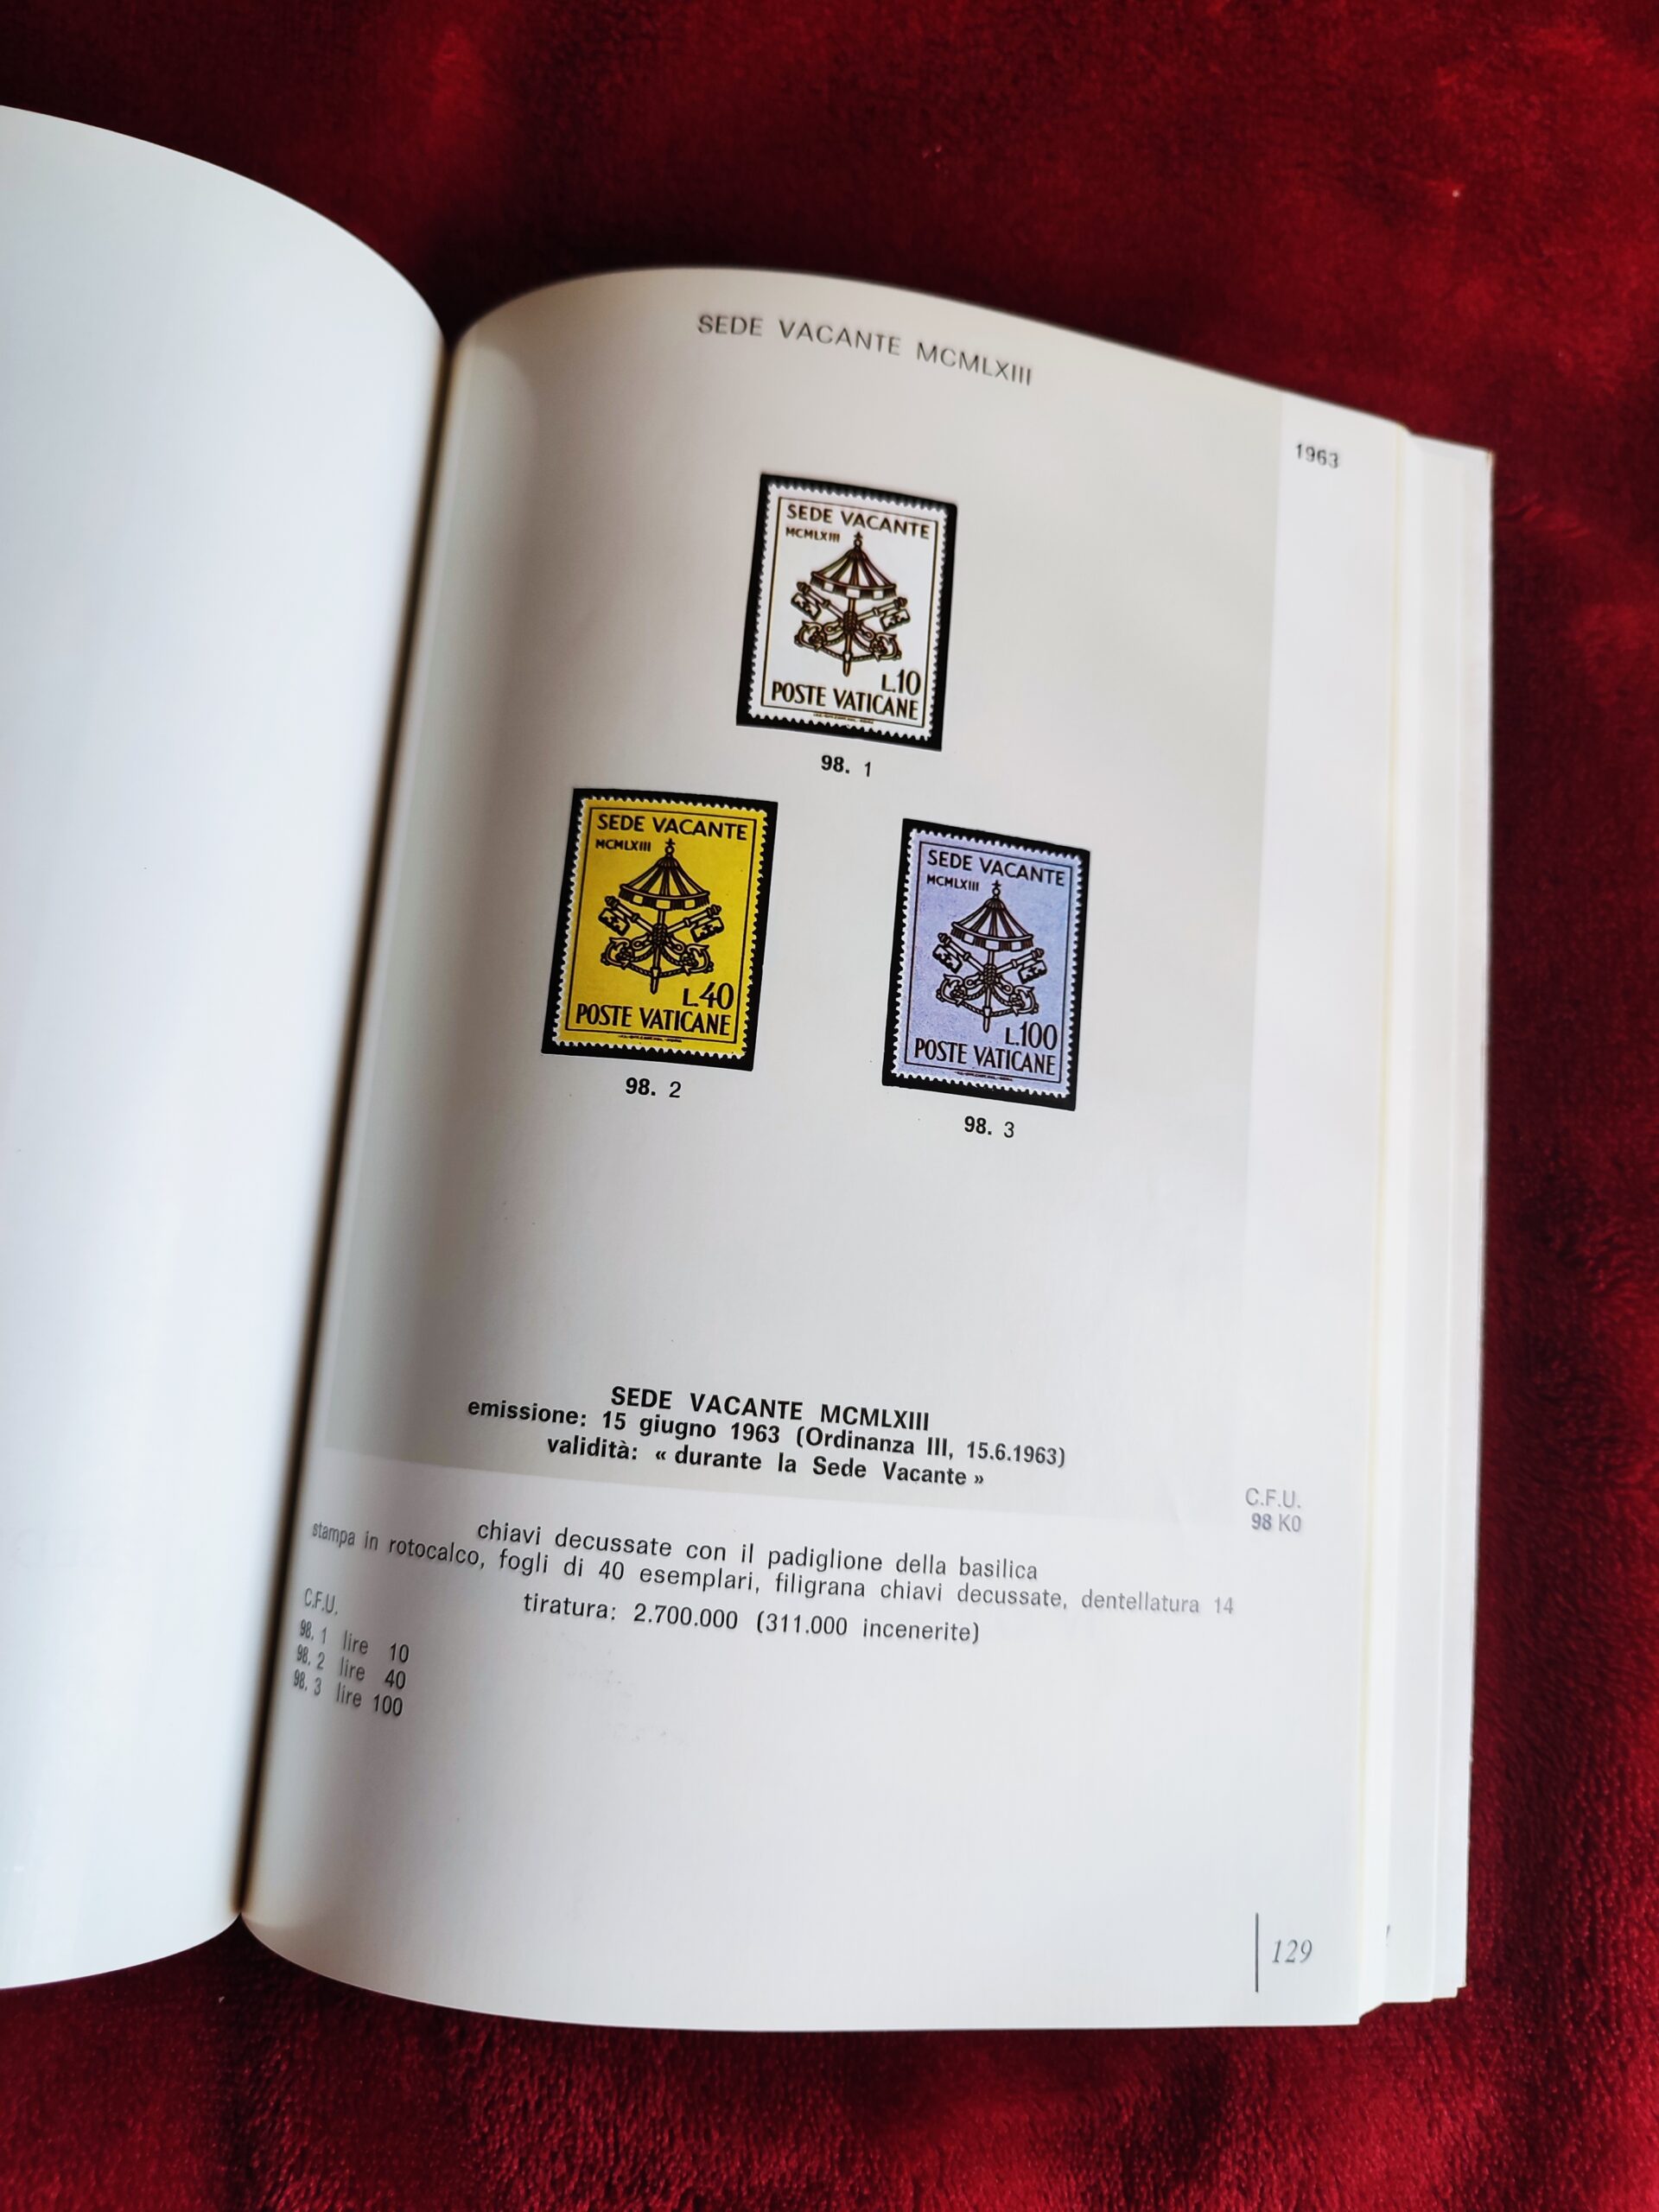 SEDE VACANTE MCMLXIII
1963
SEDE VACANTE
MCMLXIII
L.10
POSTE VATICANE
98. 1
SEDE VACANTE
MCMLXIII
L.40
POSTE VATICANE
98. 2
SEDE VACANTE
MCMLXIII
L.100
POSTE VATICANE
98. 3
SEDE VACANTE MCMLXIII
emissione: 15 giugno 1963 (Ordinanza III, 15.6.1963)
validità: « durante la Sede Vacante »
C.F.U.
98 K0
chiavi decussate con il padiglione della basilica
stampa in rotocalco, fogli di 40 esemplari, filigrana chiavi decussate, dentellatura 14
tiratura: 2.700.000 (311.000 incenerite)
C.F.U.
98. 1 lire 10
98. 2 lire 40
98. 3 lire 100
129